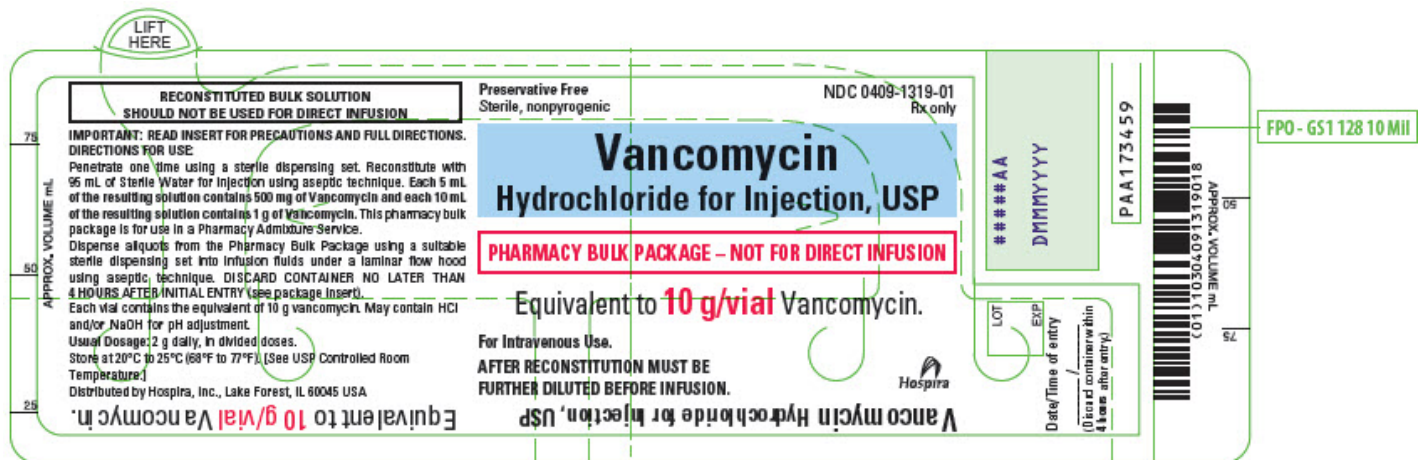 LIFT
HERE
RECONSTITUTED BULK SOLUTION
SHOULD NOT BE USED FOR DIRECT INFUSION
IMPORTANT: READ INSERT FOR PRECAUTIONS AND FULL DIRECTIONS.
DIRECTIONS FOR USE:
Penetrate one time using a sterile dispensing set. Reconstitute with
95 mL of Sterile Water for Injection using aseptic technique. Each 5 mL
of the resulting solution contains 500 mg of Vancomycin and each 10 mL
of the resulting solution contains 1 g of Vancomycin. This pharmacy bulk
package is for use in a Pharmacy Admixture Service.
Dispense aliquots from the Pharmacy Bulk Package using a suitable
sterile dispensing set into infusion fluids under a laminar flow hood
using aseptic technique. DISCARD CONTAINER NO LATER THAN
4 HOURS AFTER INITIAL ENTRY (see package insert).
Each vial contains the equivalent of 10 g vancomycin. May contain HCl
and/or NaOH for pH adjustment.
Usual Dosage: 2 g daily, in divided doses.
Store at 20°C to 25°C (68°F to 77°F). [See USP Controlled Room
Temperature.]
Distributed by Hospira, Inc., Lake Forest, IL 60045 USA
Equivalent to 10 g/vial Vancomycin.
75
50
25
APPROX. VOLUME mL
Preservative Free
Sterile, nonpyrogenic
NDC 0409-1319-01
Rx only
Vancomycin
Hydrochloride for Injection, USP
PHARMACY BULK PACKAGE – NOT FOR DIRECT INFUSION
Equivalent to 10 g/vial Vancomycin.
For Intravenous Use.
AFTER RECONSTITUTION MUST BE
FURTHER DILUTED BEFORE INFUSION.
Hospira
Vancomycin Hydrochloride for Injection, USP
#####AA
DMMMYYYY
LOT
EXP
Date/Time of entry
____/____
(Discard container within
4 hours after entry.)
PAA173459
(01)10304091319018
APPROX. VOLUME mL
50
75
FPO - GS1 128 10 Mil